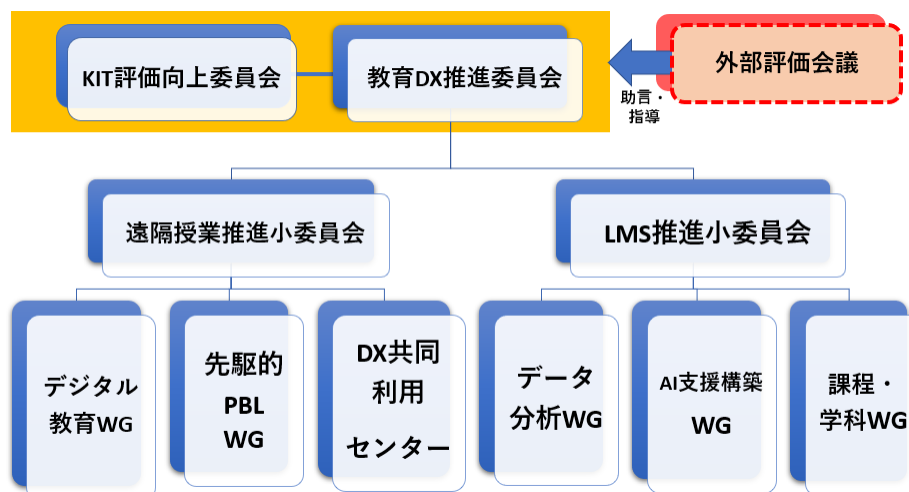 KIT評価向上委員会
教育DX推進委員会
外部評価会議
助言・
指導
遠隔授業推進小委員会
LMS推進小委員会
デジタル
教育WG
先駆的
PBL
WG
DX共同
利用
センター
データ
分析WG
AI支援構築
WG
課程・
学科WG